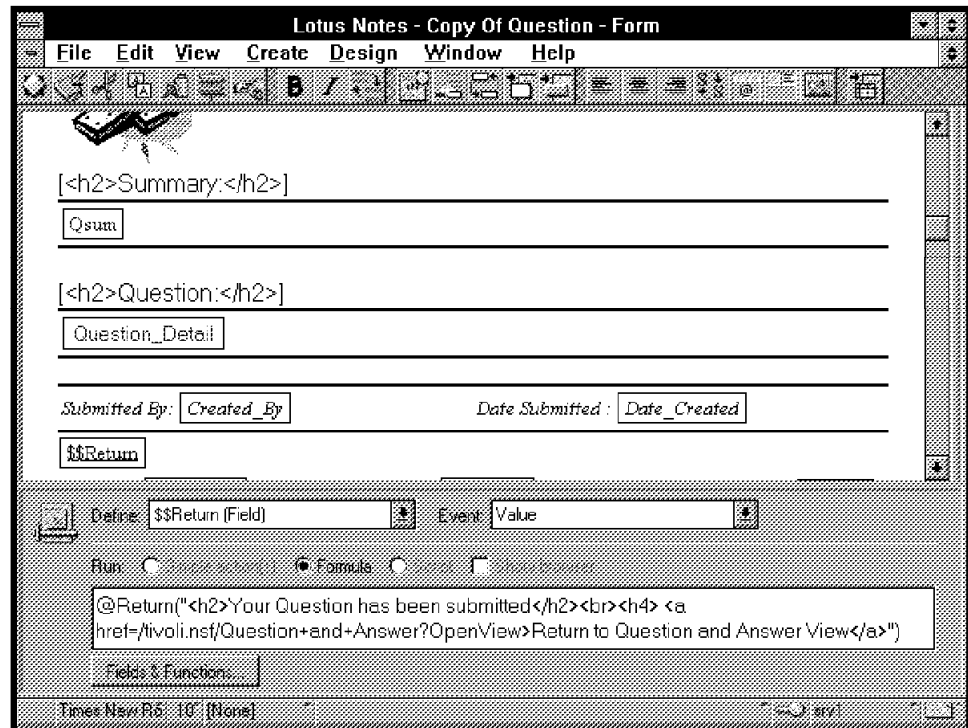 Lotus Notes - Copy Of Question - Form
File Edit View Create Design Window Help
[<h2>Summary:</h2>]
Qsum
[<h2>Question:</h2>]
Question_Detail
Submitted By: Created_By Date Submitted : Date_Created
$$Return
Define: $$Return (Field) Event: Value
Run: Formula
@Return("<h2>Your Question has been submitted</h2><br><h4> <a
href=/tivoli.nsf/Question+and+Answer?OpenView>Return to Question and Answer View</a>")
Fields & Functions...
Times New R 10 [None] srv1